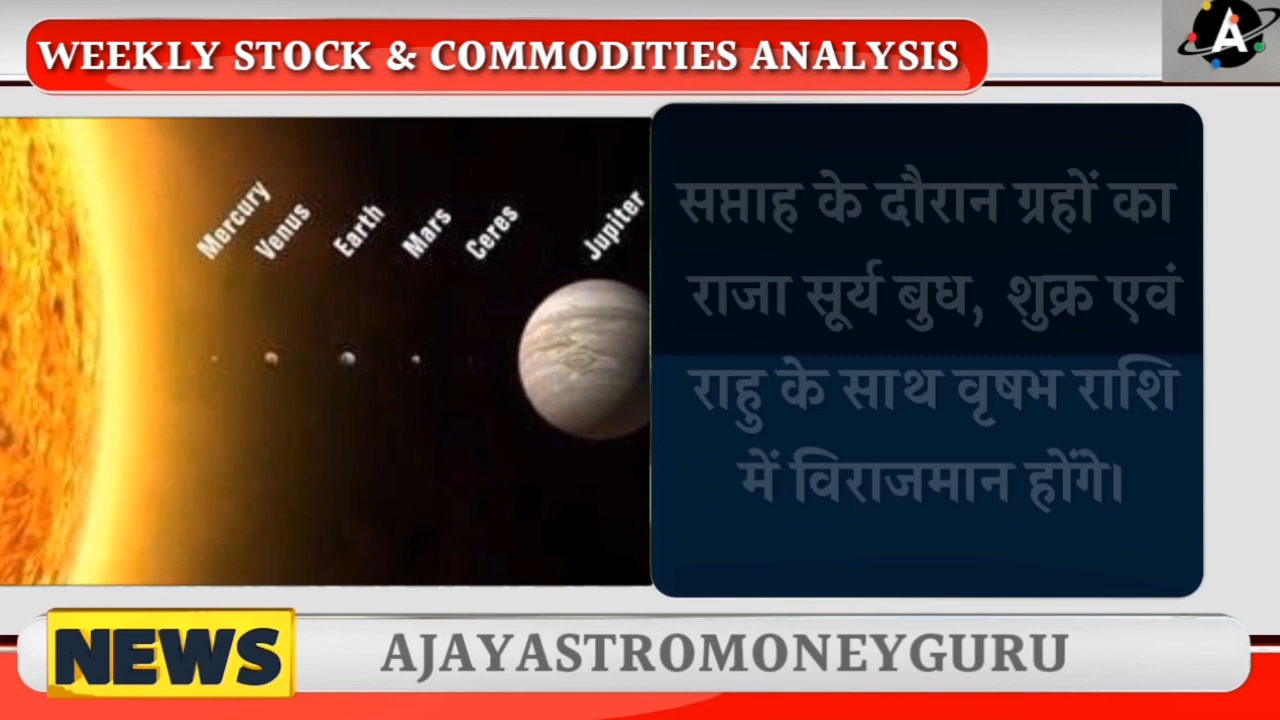 WEEKLY STOCK & COMMODITIES ANALYSIS
A
Mercury
Venus
Earth
Mars
Ceres
Jupiter
सप्ताह के दौरान ग्रहों का
राजा सूर्य बुध, शुक्र एवं
राहु के साथ वृषभ राशि
में विराजमान होंगे।
NEWS
AJAYASTROMONEYGURU